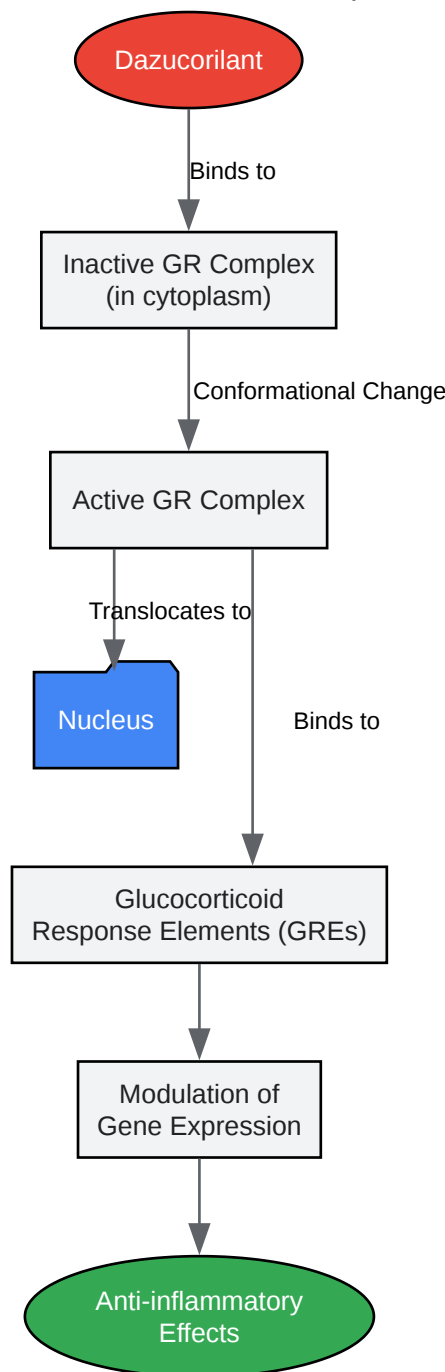 Dazucorilant
Binds to
Inactive GR Complex
(in cytoplasm)
Conformational Change
Active GR Complex
Translocates to
Nucleus
Binds to
Glucocorticoid
Response Elements (GREs)
Modulation of
Gene Expression
Anti-inflammatory
Effects